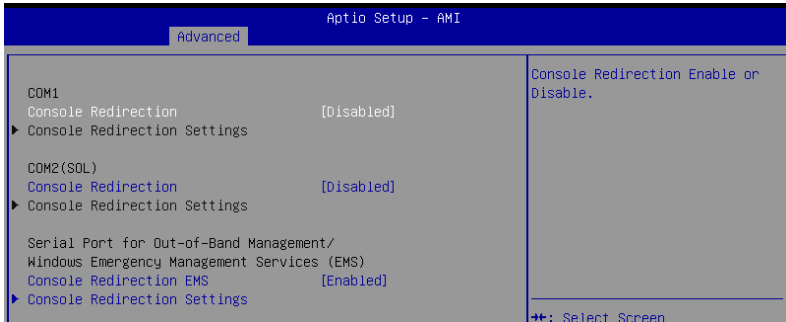 Aptio Setup - AMI
Advanced
COM1
Console Redirection [Disabled]
Console Redirection Settings
COM2(SOL)
Console Redirection [Disabled]
Console Redirection Settings
Serial Port for Out-of-Band Management/
Windows Emergency Management Services (EMS)
Console Redirection EMS [Enabled]
Console Redirection Settings
Console Redirection Enable or
Disable.
→←: Select Screen